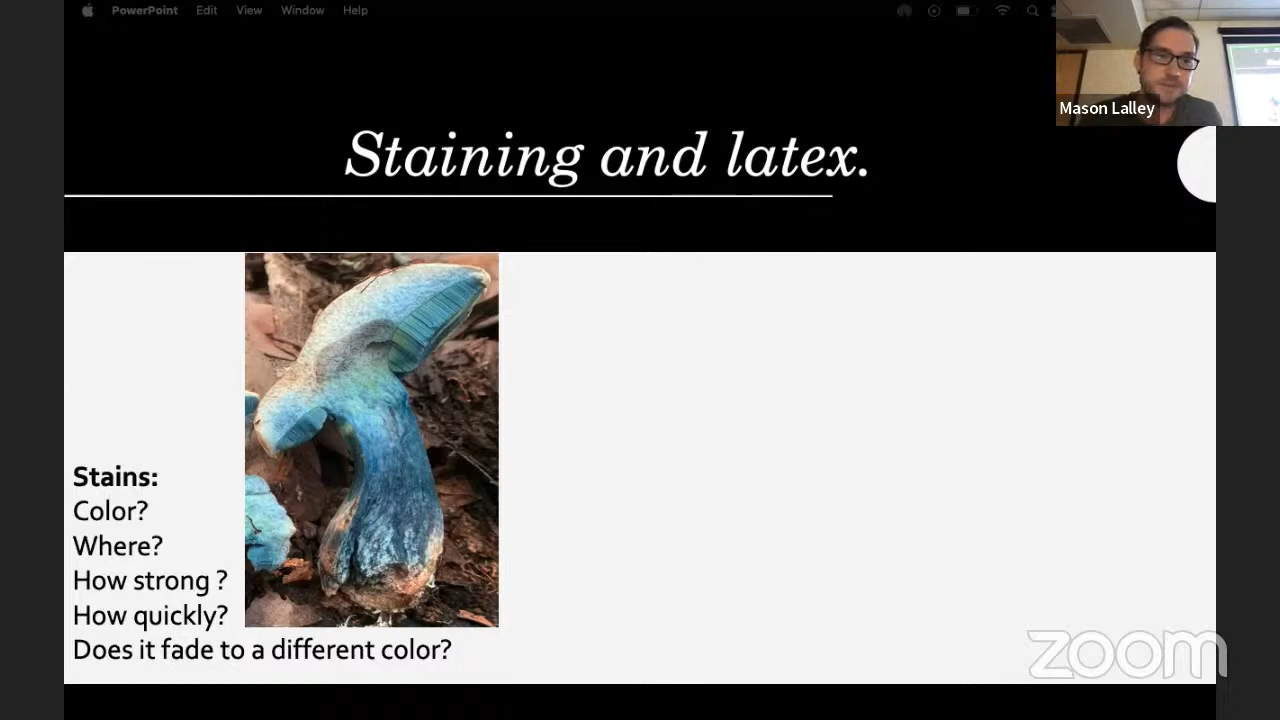 PowerPoint Edit View Window Help
Mason Lalley
Staining and latex.
Stains:
Color?
Where?
How strong ?
How quickly?
Does it fade to a different color?
zoom